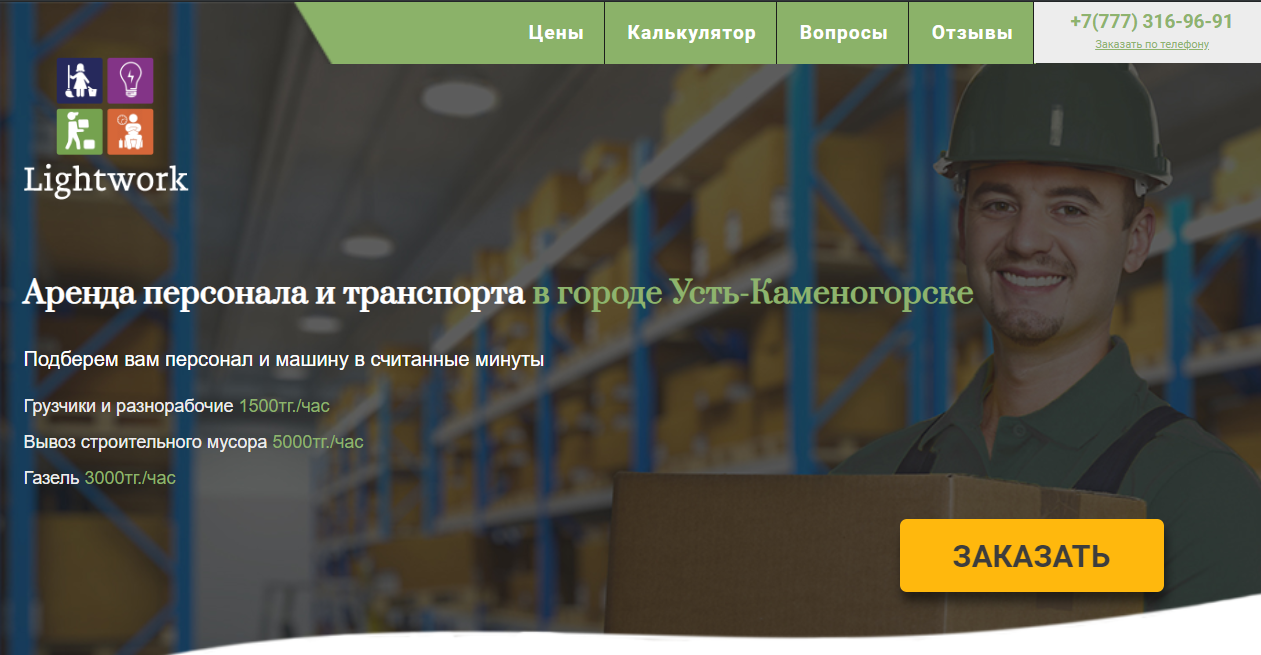 Цены
Калькулятор
Вопросы
Отзывы
+7(777) 316-96-91
Заказать по телефону
Lightwork
Аренда персонала и транспорта в городе Усть-Каменогорске
Подберем вам персонал и машину в считанные минуты
Грузчики и разнорабочие 1500тг./час
Вывоз строительного мусора 5000тг./час
Газель 3000тг./час
ЗАКАЗАТЬ